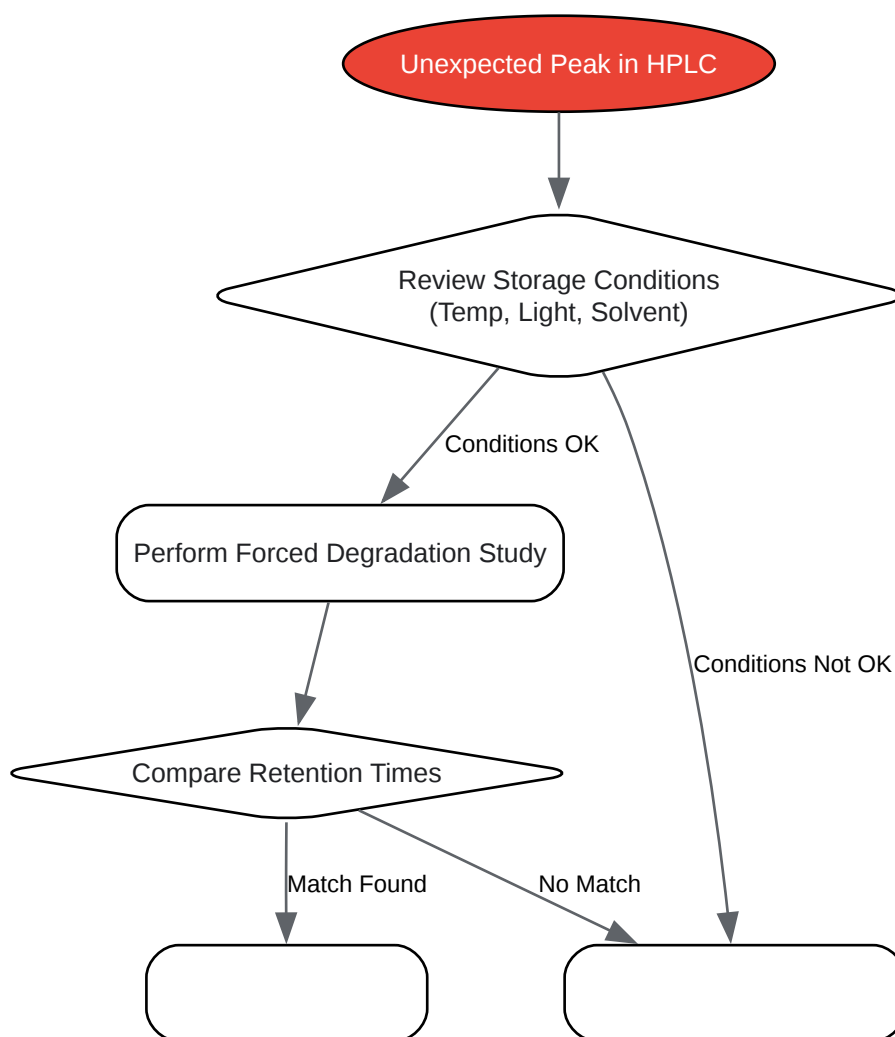 Unexpected Peak in HPLC
Review Storage Conditions
(Temp, Light, Solvent)
Conditions OK
Perform Forced Degradation Study
Conditions Not OK
Compare Retention Times
Match Found
No Match